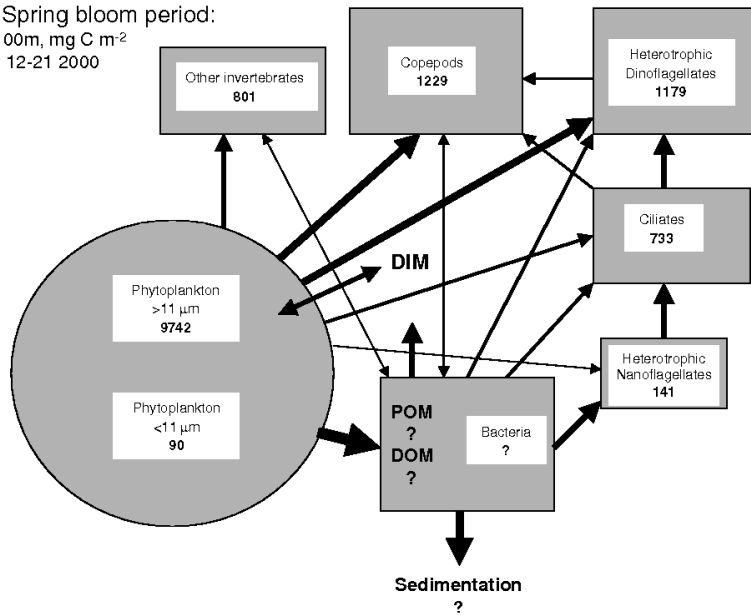 Spring bloom period:
00m, mg C m⁻²
12-21 2000
Other invertebrates
801
Copepods
1229
Heterotrophic
Dinoflagellates
1179
Ciliates
733
DIM
Phytoplankton
>11 µm
9742
Heterotrophic
Nanoflagellates
141
Phytoplankton
<11 µm
90
POM
?
DOM
?
Bacteria
?
Sedimentation
?